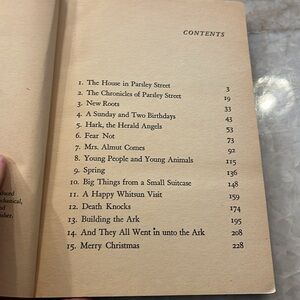 CONTENTS
1. The House in Parsley Street 3
2. The Chronicles of Parsley Street 19
3. New Roots 33
4. A Sunday and Two Birthdays 43
5. Hark, the Herald Angels 53
6. Fear Not 73
7. Mrs. Almut Comes 92
8. Young People and Young Animals 115
9. Spring 136
10. Big Things from a Small Suitcase 148
11. A Happy Whitsun Visit 159
12. Death Knocks 174
13. Building the Ark 195
14. And They All Went in unto the Ark 208
15. Merry Christmas 228